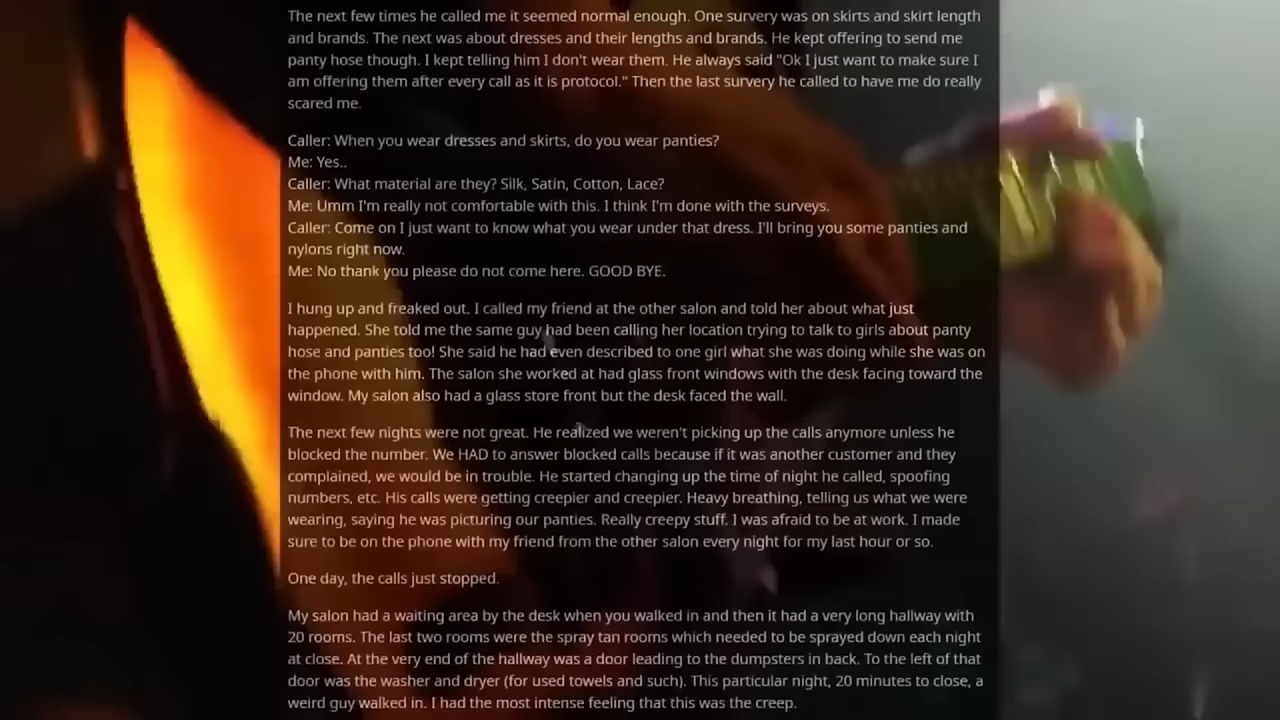 The next few times he called me it seemed normal enough. One survery was on skirts and skirt length
and brands. The next was about dresses and their lengths and brands. He kept offering to send me
panty hose though. I kept telling him I don't wear them. He always said "Ok I just want to make sure I
am offering them after every call as it is protocol." Then the last survery he called to have me do really
scared me.
Caller: When you wear dresses and skirts, do you wear panties?
Me: Yes..
Caller: What material are they? Silk, Satin, Cotton, Lace?
Me: Umm I'm really not comfortable with this. I think I'm done with the surveys.
Caller: Come on I just want to know what you wear under that dress. I'll bring you some panties and
nylons right now.
Me: No thank you please do not come here. GOOD BYE.
I hung up and freaked out. I called my friend at the other salon and told her about what just
happened. She told me the same guy had been calling her location trying to talk to girls about panty
hose and panties too! She said he had even described to one girl what she was doing while she was on
the phone with him. The salon she worked at had glass front windows with the desk facing toward the
window. My salon also had a glass store front but the desk faced the wall.
The next few nights were not great. He realized we weren't picking up the calls anymore unless he
blocked the number. We HAD to answer blocked calls because if it was another customer and they
complained, we would be in trouble. He started changing up the time of night he called, spoofing
numbers, etc. His calls were getting creepier and creepier. Heavy breathing, telling us what we were
wearing, saying he was picturing our panties. Really creepy stuff. I was afraid to be at work. I made
sure to be on the phone with my friend from the other salon every night for my last hour or so.
One day, the calls just stopped.
My salon had a waiting area by the desk when you walked in and then it had a very long hallway with
20 rooms. The last two rooms were the spray tan rooms which needed to be sprayed down each night
at close. At the very end of the hallway was a door leading to the dumpsters in back. To the left of that
door was the washer and dryer (for used towels and such). This particular night, 20 minutes to close, a
weird guy walked in. I had the most intense feeling that this was the creep.